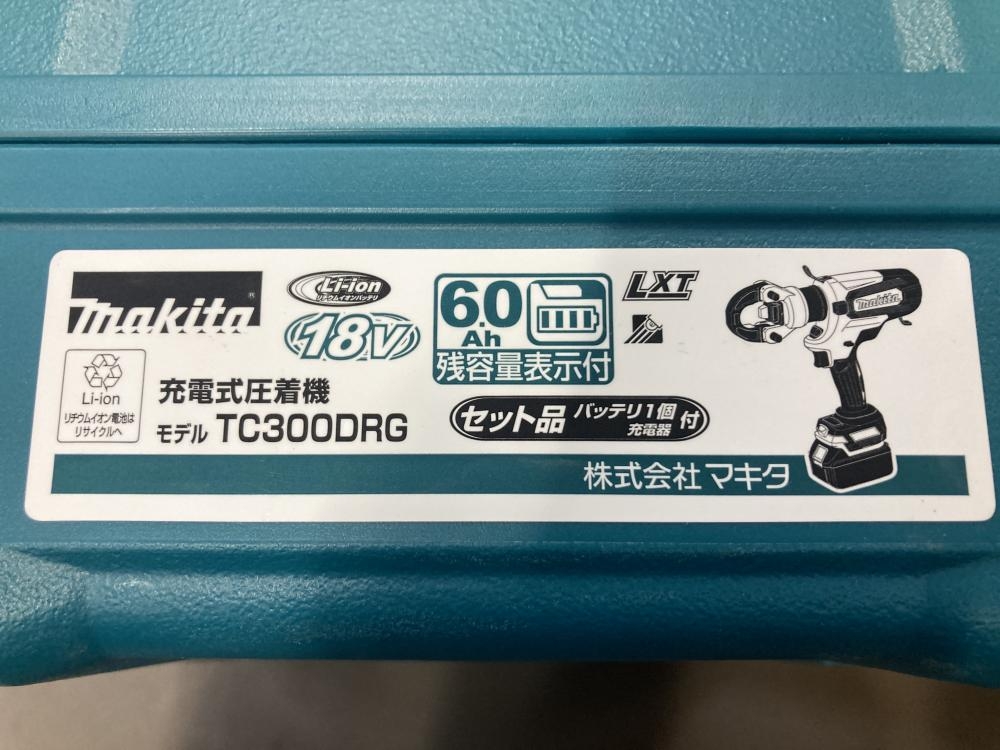 makita
Li-ion
リチウムイオンバッテリ
18V
6.0
Ah
残容量表示付
LXT
makita
Li-ion
リチウムイオン電池は
リサイクルへ
充電式圧着機
モデル TC300DRG
セット品 バッテリ1個 充電器 付
株式会社 マキタ